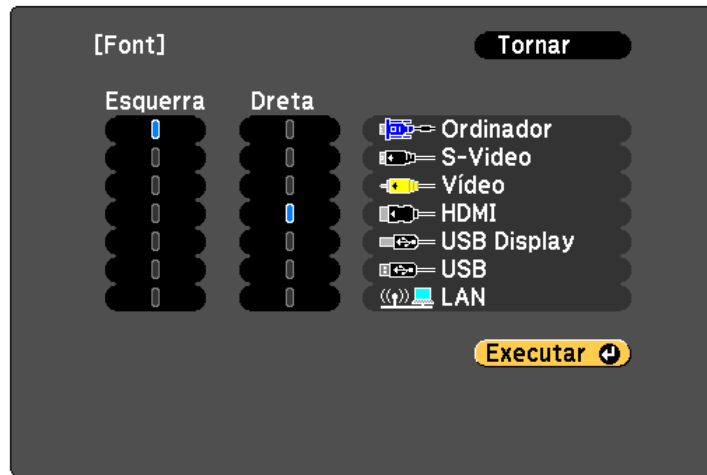 [Font] Tornar
Esquerra Dreta
Ordinador
S-Video
Vídeo
HDMI
USB Display
USB
LAN
Executar